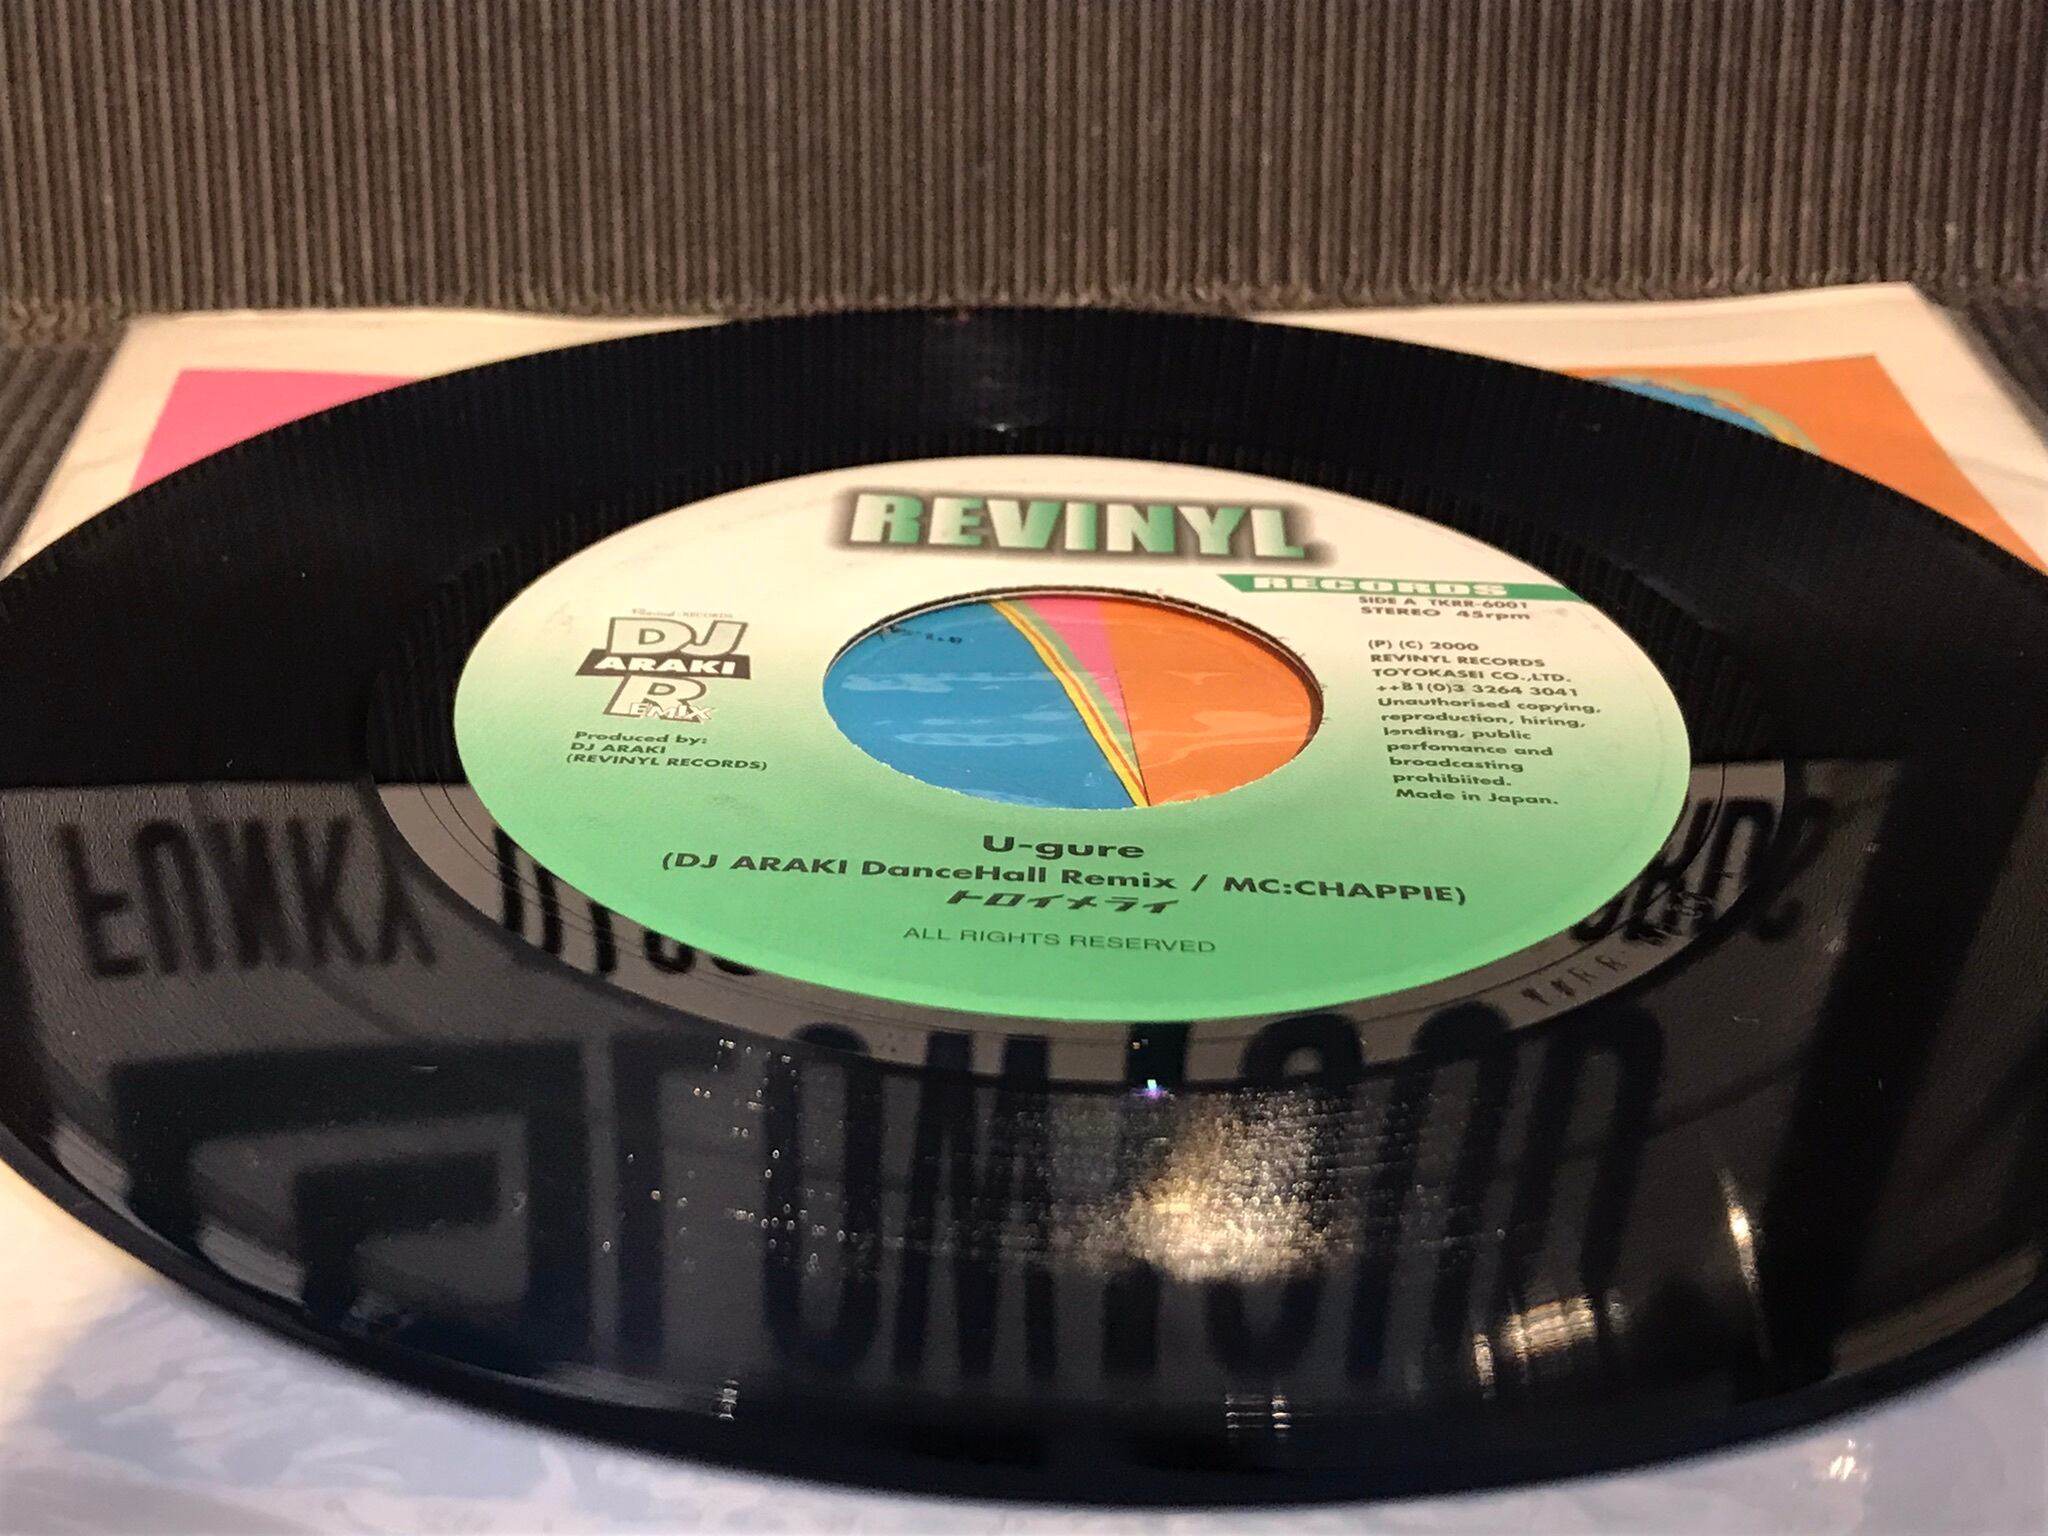 REVINYL
RECORDS
SIDE A TKRR-6001
STEREO 45rpm
(P) (C) 2000
REVINYL RECORDS
TOYOKASEI CO.,LTD.
++81(0)3 3264 3041
Unauthorised copying,
reproduction, hiring,
lending, public
perfomance and
broadcasting
prohibiited.
Made in Japan.
RECORDS
DJ
ARAKI
REMIX
Produced by:
DJ ARAKI
(REVINYL RECORDS)
U-gure
(DJ ARAKI DanceHall Remix / MC:CHAPPIE)
トロイメライ
ALL RIGHTS RESERVED